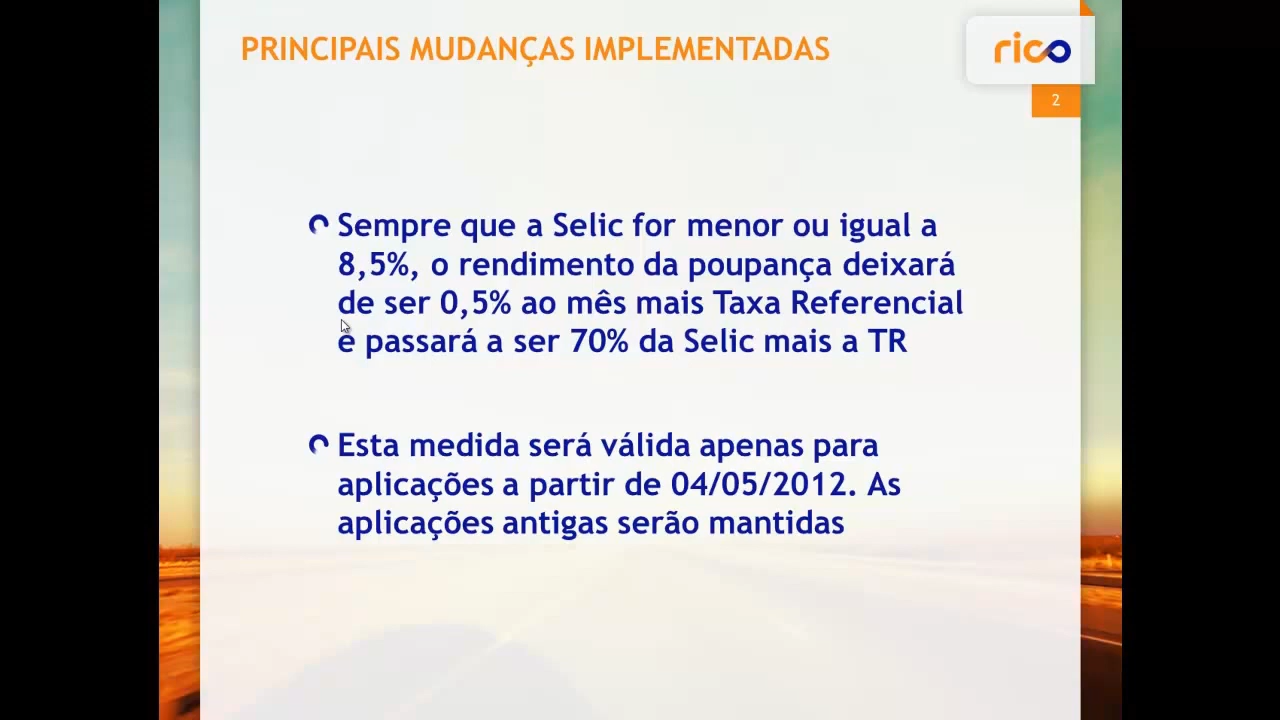 PRINCIPAIS MUDANÇAS IMPLEMENTADAS
rico
2
Sempre que a Selic for menor ou igual a
8,5%, o rendimento da poupança deixará
de ser 0,5% ao mês mais Taxa Referencial
e passará a ser 70% da Selic mais a TR
Esta medida será válida apenas para
aplicações a partir de 04/05/2012. As
aplicações antigas serão mantidas